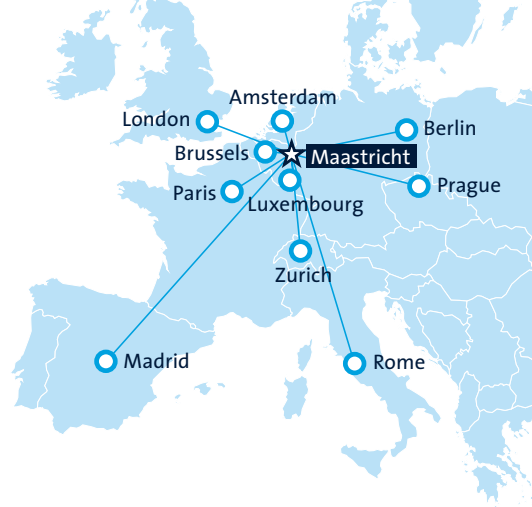 Amsterdam
London
Berlin
Brussels
Maastricht
Paris
Prague
Luxembourg
Zurich
Madrid
Rome